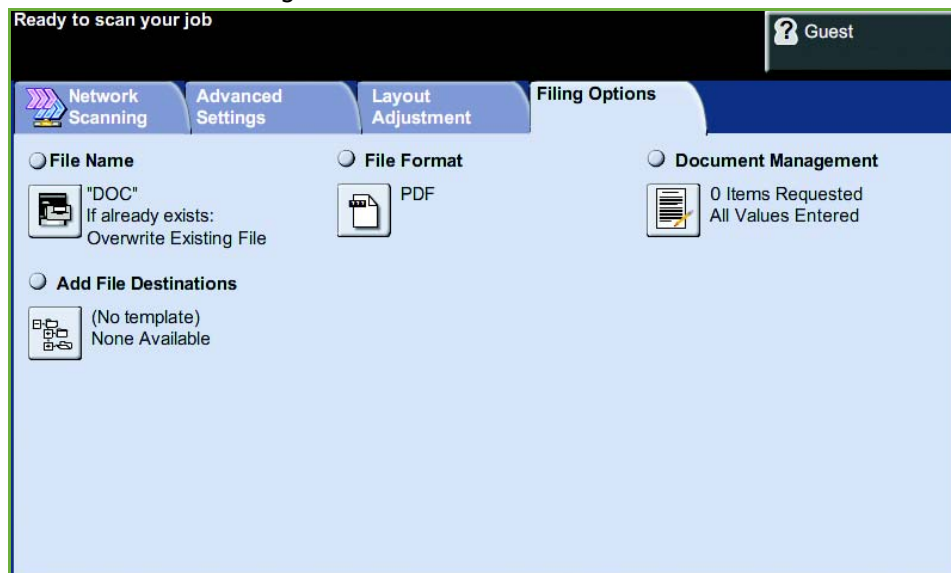 Ready to scan your job
Guest
Network Scanning
Advanced Settings
Layout Adjustment
Filing Options
File Name
"DOC"
If already exists:
Overwrite Existing File
File Format
PDF
Document Management
0 Items Requested
All Values Entered
Add File Destinations
(No template)
None Available